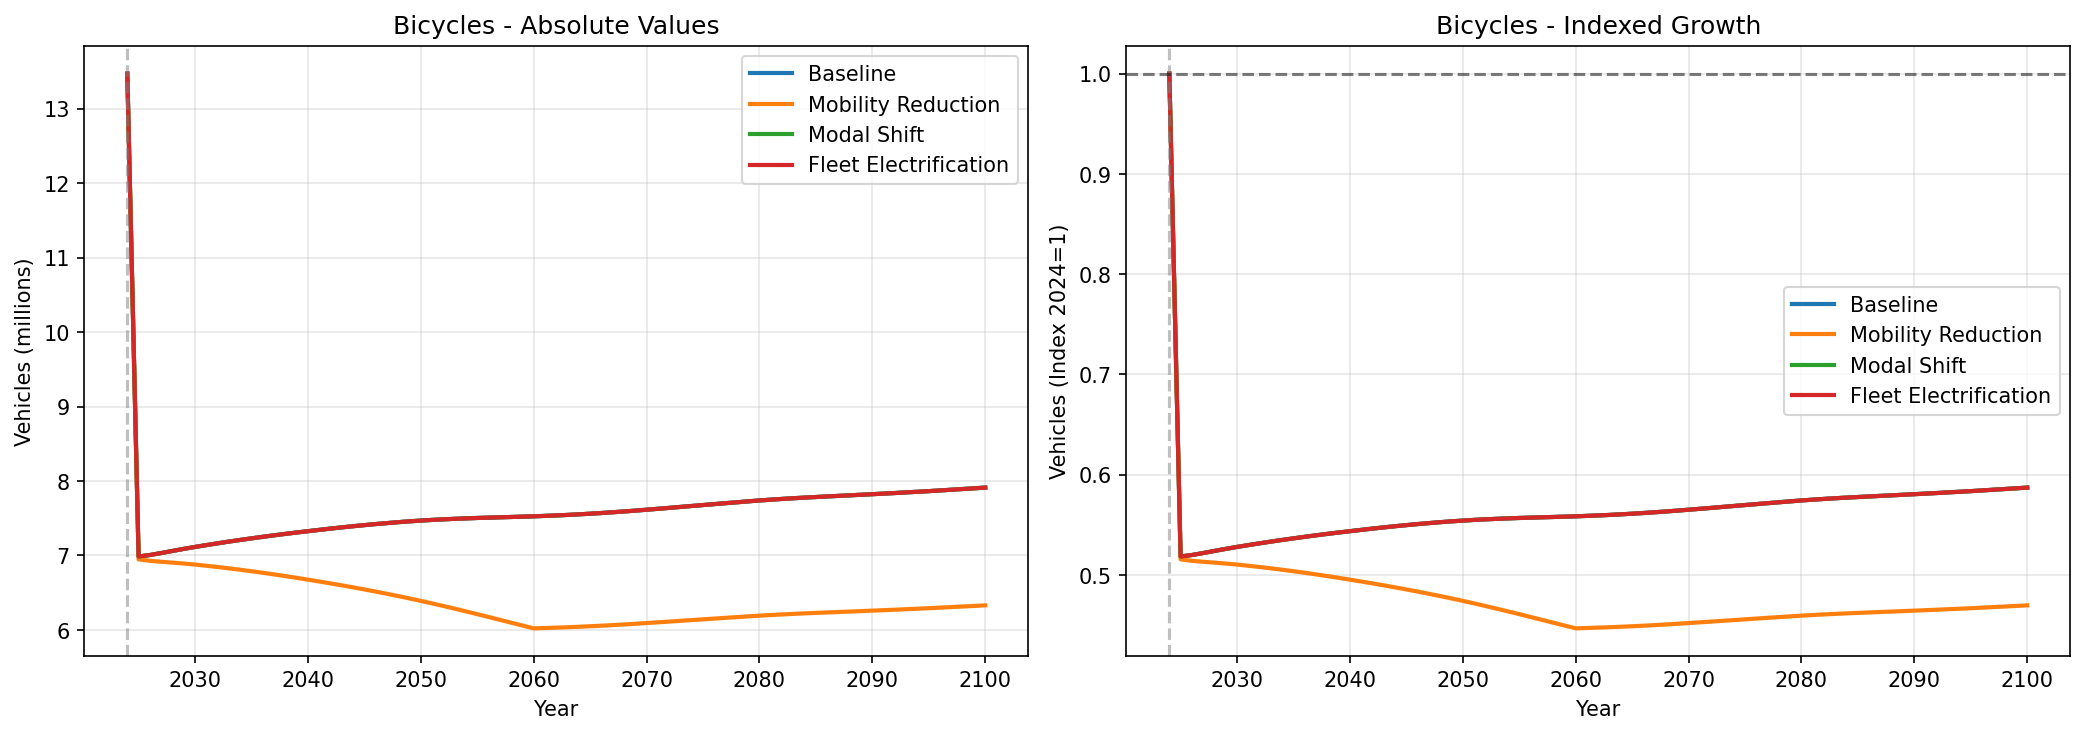 Bicycles - Absolute Values
Vehicles (millions)
13
12
11
10
9
8
7
6
Baseline
Mobility Reduction
Modal Shift
Fleet Electrification
2030 2040 2050 2060 2070 2080 2090 2100
Year
Bicycles - Indexed Growth
Vehicles (Index 2024=1)
1.0
0.9
0.8
0.7
0.6
0.5
Baseline
Mobility Reduction
Modal Shift
Fleet Electrification
2030 2040 2050 2060 2070 2080 2090 2100
Year